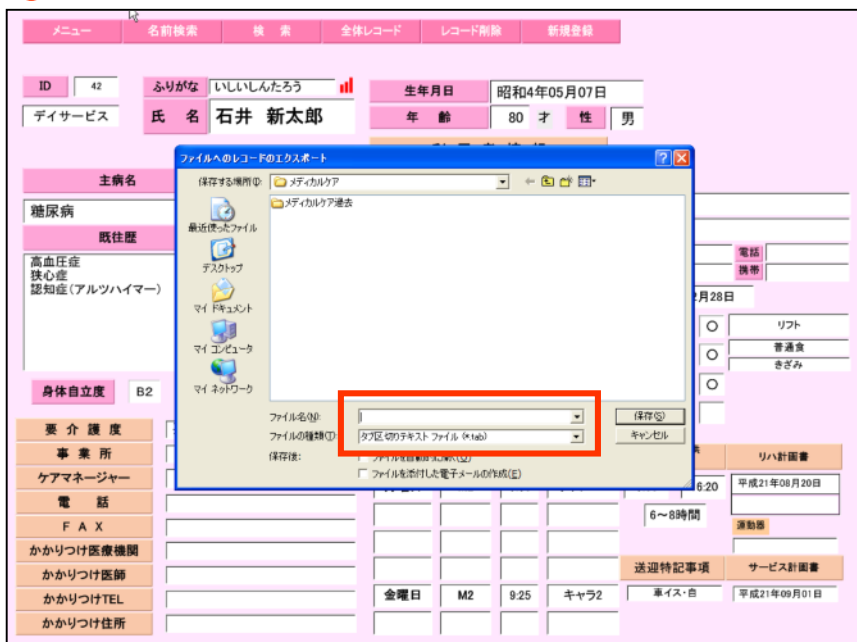 メニュー 名前検索 検 索 全体レコード レコード削除 新規登録
ID 42 ふりがな いしいしんたろう 生年月日 昭和4年05月07日
デイサービス 氏 名 石井 新太郎 年 齢 80 才 性 男
ファイルへのレコードのエクスポート
主病名
保存する場所(I): メディカルケア
糖尿病
メディカルケア過去
最近使ったファイル
既往歴
デスクトップ
電話
高血圧症
狭心症
認知症(アルツハイマー)
携帯
マイ ドキュメント
月28日
マイ コンピュータ
○ リフト
○ 普通食
きざみ
マイ ネットワーク
○
身体自立度 B2
ファイル名(N): 保存(S)
ファイルの種類(T): タブ区切りテキスト ファイル (*.tab) キャンセル
保存後: ファイルを自動的に開く(O)
ファイルを添付した電子メールの作成(E)
要 介 護 度
事 業 所
リハ計画書
ケアマネージャー
6:20 平成21年08月20日
電 話
6～8時間
FAX
運動器
かかりつけ医療機関
かかりつけ医師
送迎特記事項 サービス計画書
かかりつけTEL 金曜日 M2 9:25 キャラ2 車イス・自 平成21年09月01日
かかりつけ住所